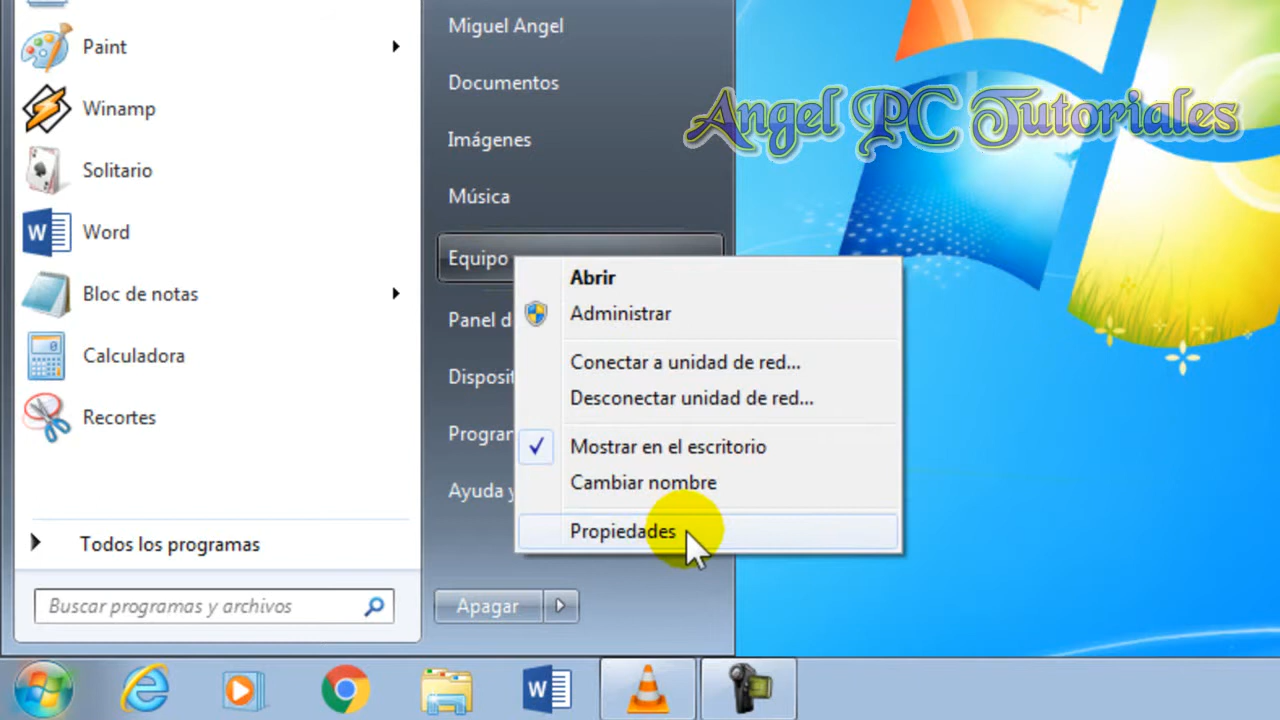 Paint
Winamp
Solitario
Word
Bloc de notas
Calculadora
Recortes
Todos los programas
Buscar programas y archivos
Miguel Angel
Documentos
Imágenes
Música
Equipo
Panel d
Disposit
Program
Ayuda y
Apagar
Abrir
Administrar
Conectar a unidad de red...
Desconectar unidad de red...
Mostrar en el escritorio
Cambiar nombre
Propiedades
Angel PC Tutoriales
W
W